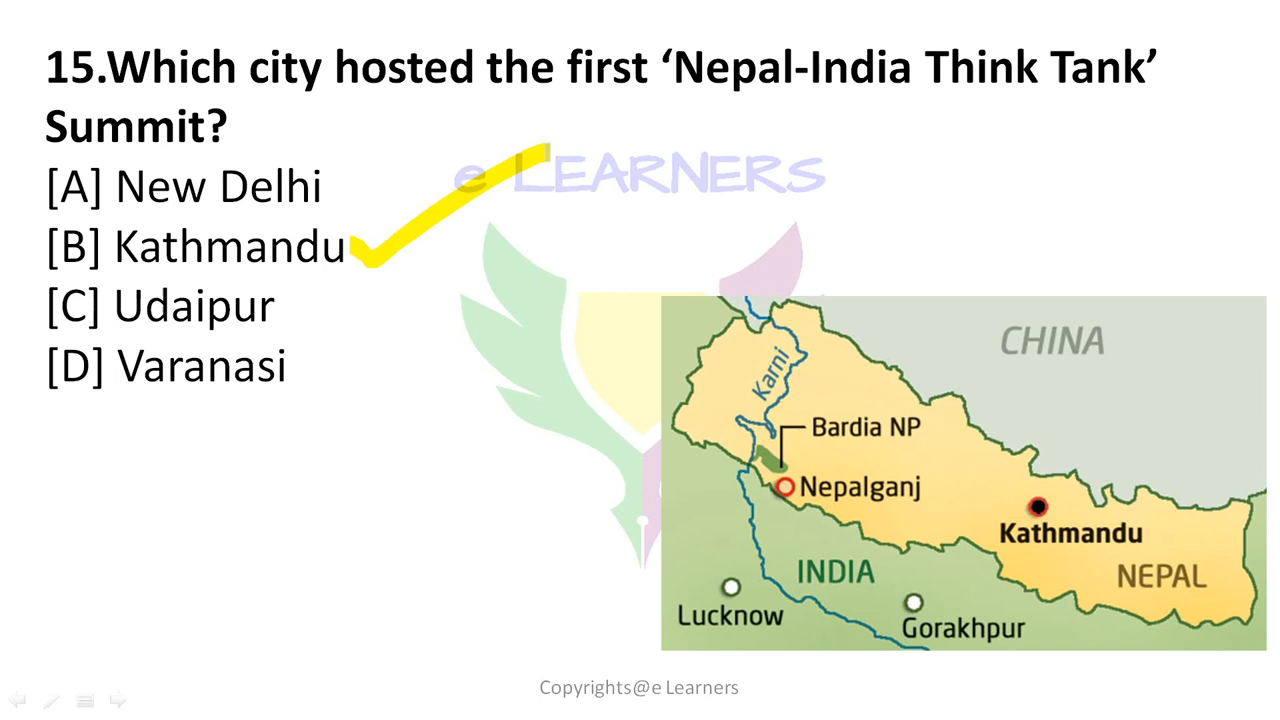 15.Which city hosted the first ‘Nepal-India Think Tank’
Summit?
[A] New Delhi
[B] Kathmandu
[C] Udaipur
[D] Varanasi
e LEARNERS
CHINA
Karni
Bardia NP
Nepalganj
Kathmandu
INDIA
NEPAL
Lucknow
Gorakhpur
Copyrights@e Learners